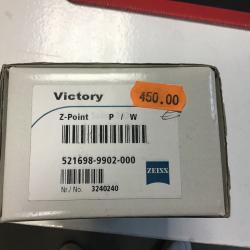 Victory
450.00
Z-Point P / W
521698-9902-000
ZEISS
Nr./ No. 3240240